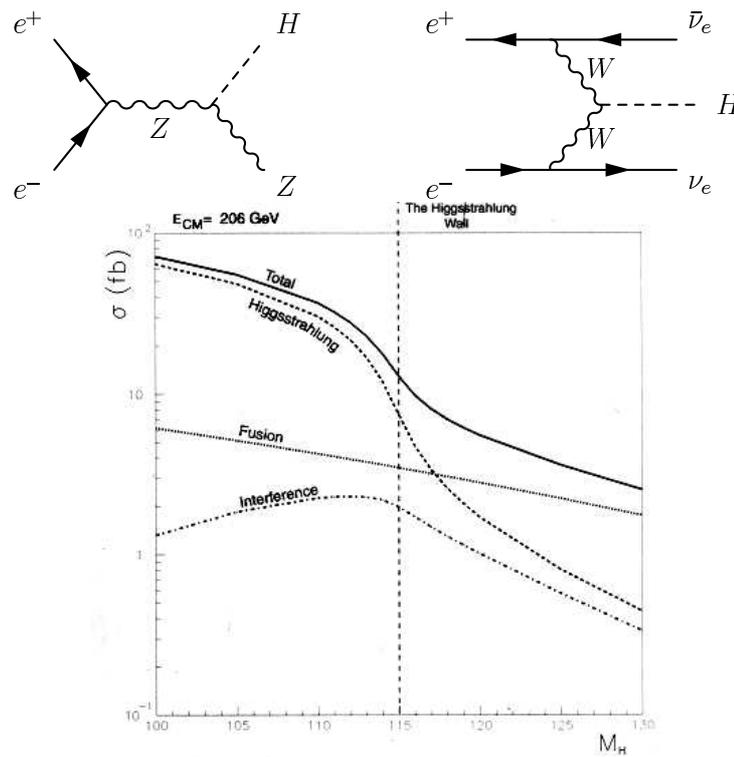 e+ H e+ ν̄e
Z W H
W
e− Z e− νe
ECM= 206 GeV The Higgsstrahlung
Wall
10 2
σ (fb)
Total
Higgsstrahlung
10
Fusion
Interference
1
10 -1
100 105 110 115 120 125 130
MH